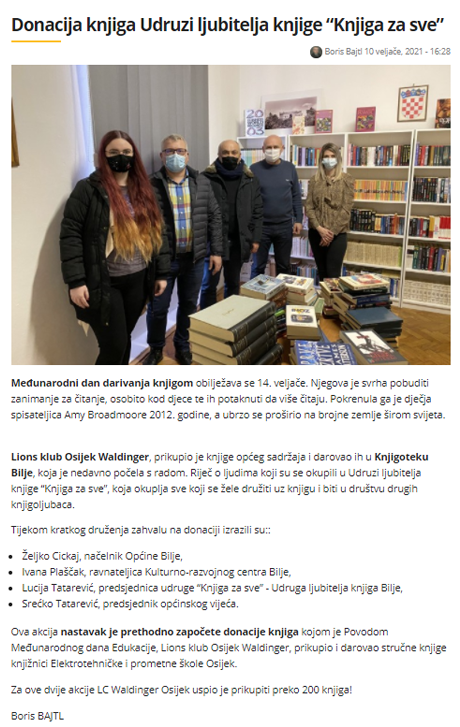 Donacija knjiga Udruzi ljubitelja knjige “Knjiga za sve”
Boris Bajtl 10 veljače, 2021 - 16:28
Međunarodni dan darivanja knjigom obilježava se 14. veljače. Njegova je svrha pobuditi
zanimanje za čitanje, osobito kod djece te ih potaknuti da više čitaju. Pokrenula ga je dječja
spisateljica Amy Broadmoore 2012. godine, a ubrzo se proširio na brojne zemlje širom svijeta.
Lions klub Osijek Waldinger, prikupio je knjige općeg sadržaja i darovao ih u Knjigoteku
Bilje, koja je nedavno počela s radom. Riječ o ljudima koji su se okupili u Udruzi ljubitelja
knjige “Knjiga za sve”, koja okuplja sve koji se žele družiti uz knjigu i biti u društvu drugih
knjigoljubaca.
Tijekom kratkog druženja zahvalu na donaciji izrazili su::
• Željko Cickaj, načelnik Općine Bilje,
• Ivana Plaščak, ravnateljica Kulturno-razvojnog centra Bilje,
• Lucija Tatarević, predsjednica udruge “Knjiga za sve” - Udruga ljubitelja knjiga Bilje,
• Srećko Tatarević, predsjednik općinskog vijeća.
Ova akcija nastavak je prethodno započete donacije knjiga kojom je Povodom
Međunarodnog dana Edukacije, Lions klub Osijek Waldinger, prikupio i darovao stručne knjige
knjižnici Elektrotehničke i prometne škole Osijek.
Za ove dvije akcije LC Waldinger Osijek uspio je prikupiti preko 200 knjiga!
Boris BAJTL